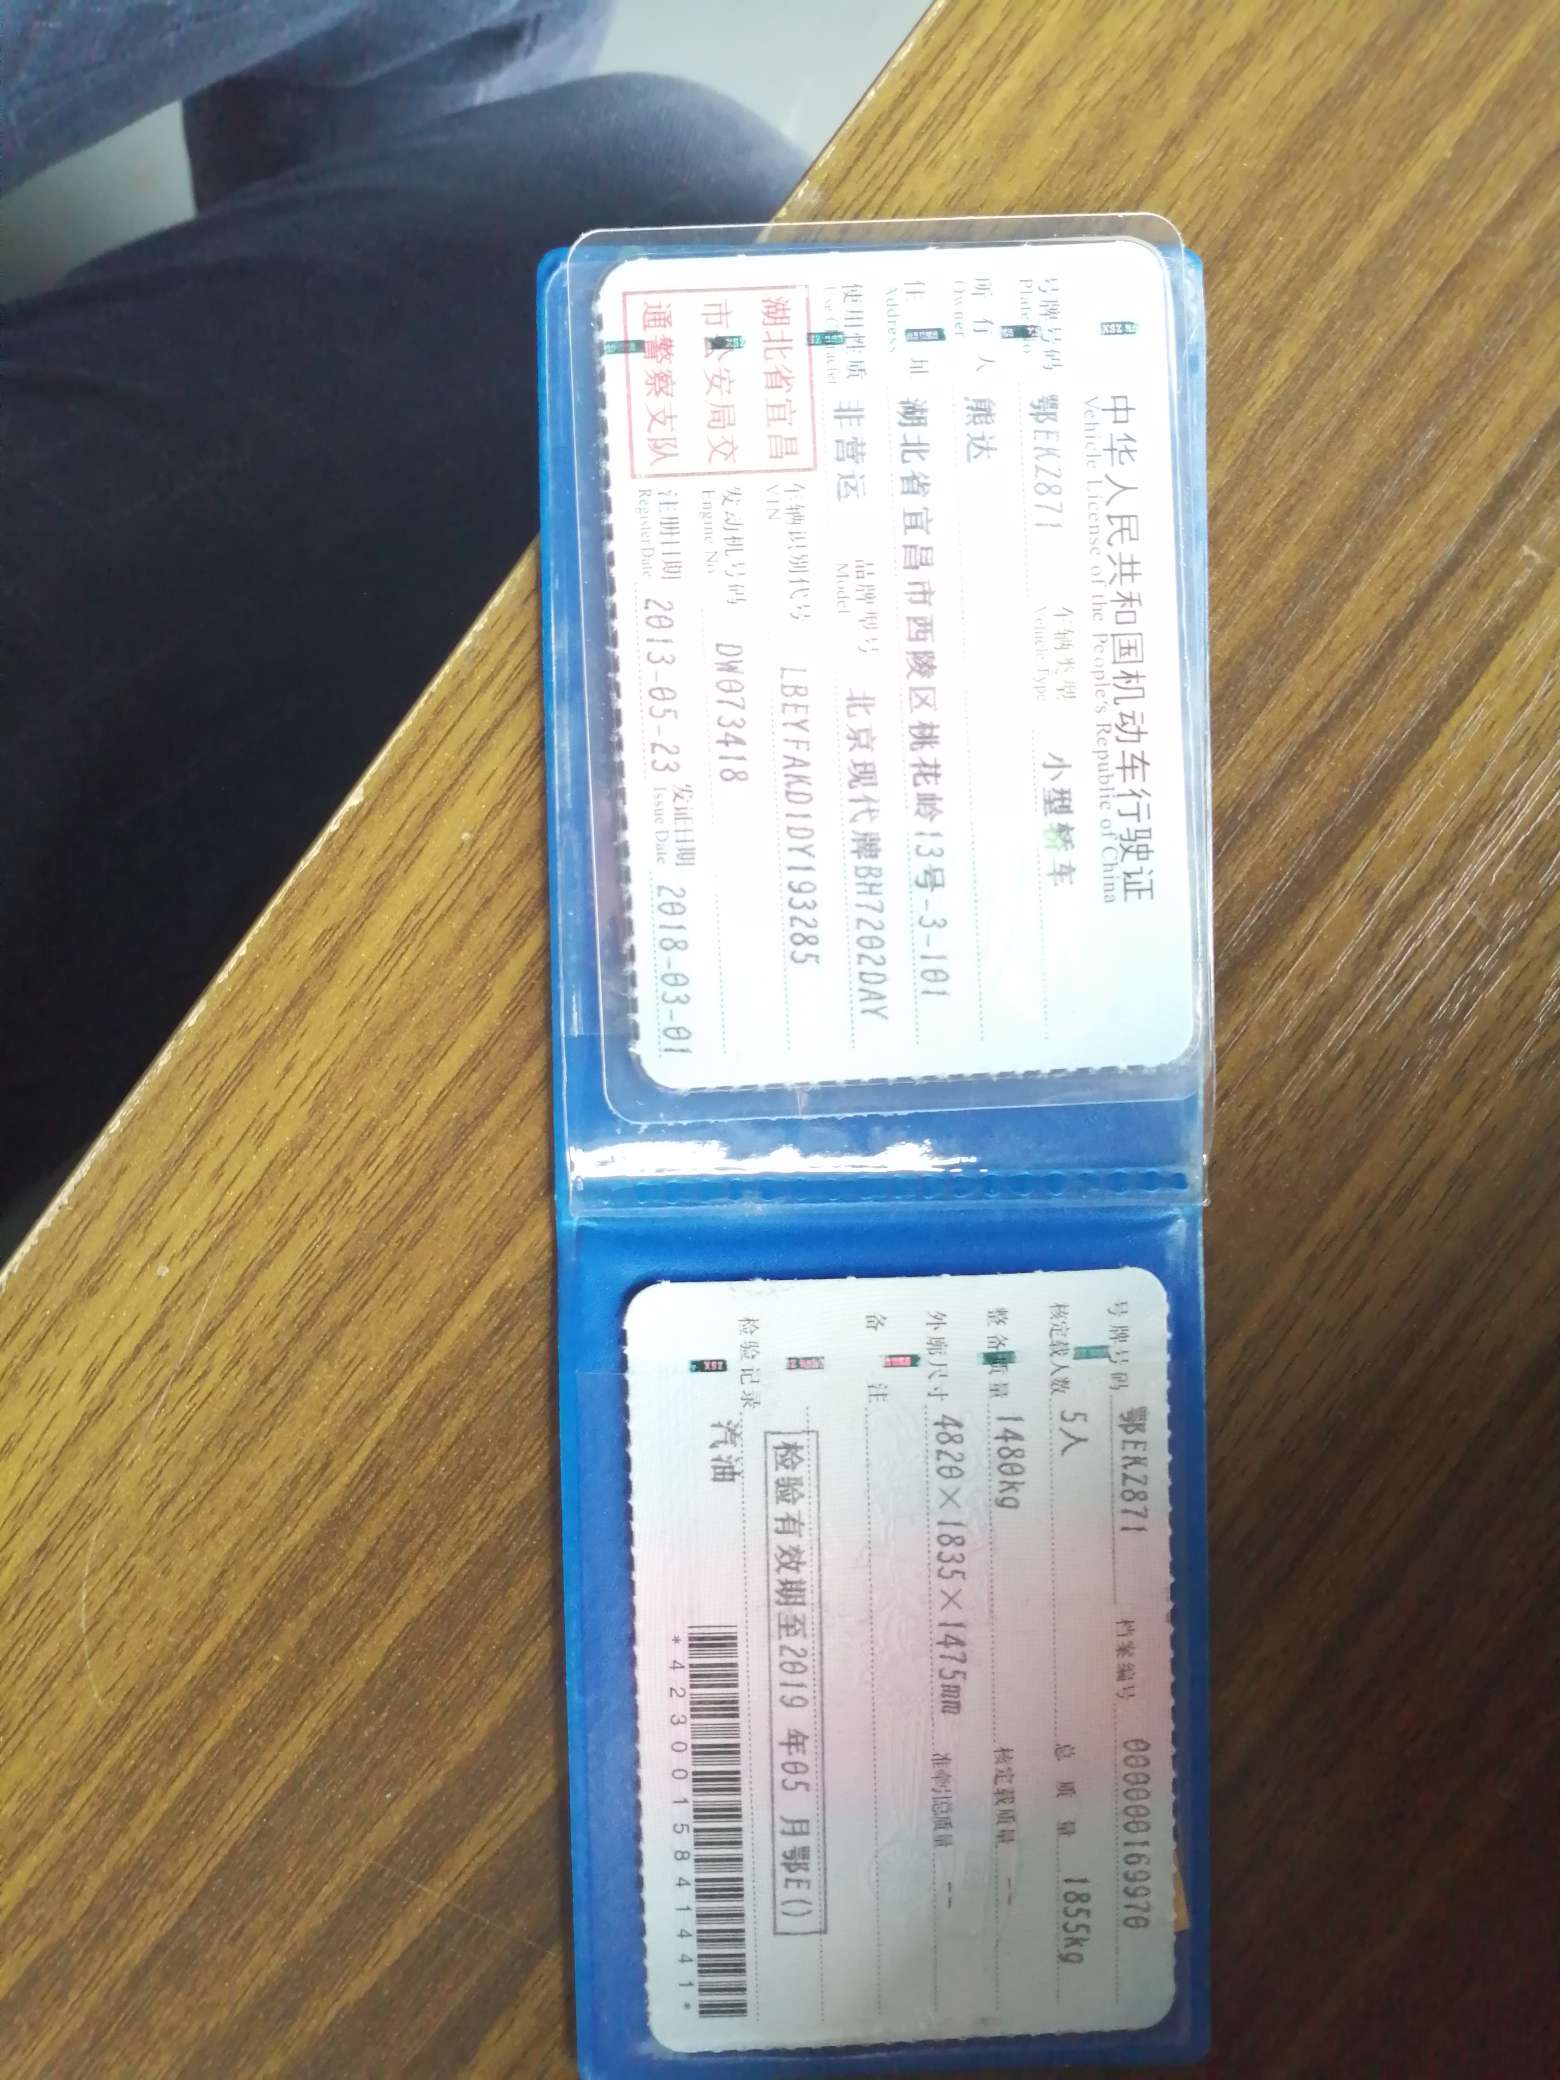 中华人民共和国机动车行驶证
Vehicle License of the People's Republic of China
号牌号码 鄂EKZ871 车辆类型 小型轿车
Plate No Vehicle Type
所有人 熊达
Owner
住址 湖北省宜昌市西陵区桃花岭13号-3-101
Address
使用性质 非营运 品牌型号 北京现代牌BH7202DAY
Use Character Model
湖北省宜昌
市公安局交
通警察支队
车辆识别代号 LBEYFAKD1DY193285
VIN
发动机号码 DW073418
Engine No
注册日期 2013-05-23 发证日期 2018-03-01
Register Date Issue Date
号牌号码 鄂EKZ871 档案编号 000000169970
核定载人数 5人 总质量 1855kg
整备质量 1480kg 核定载质量 --
外廓尺寸 4820×1835×1475mm 准牵引总质量 --
备注
检验有效期至2019年05月鄂E()
检验记录
汽油
*4230015841441*